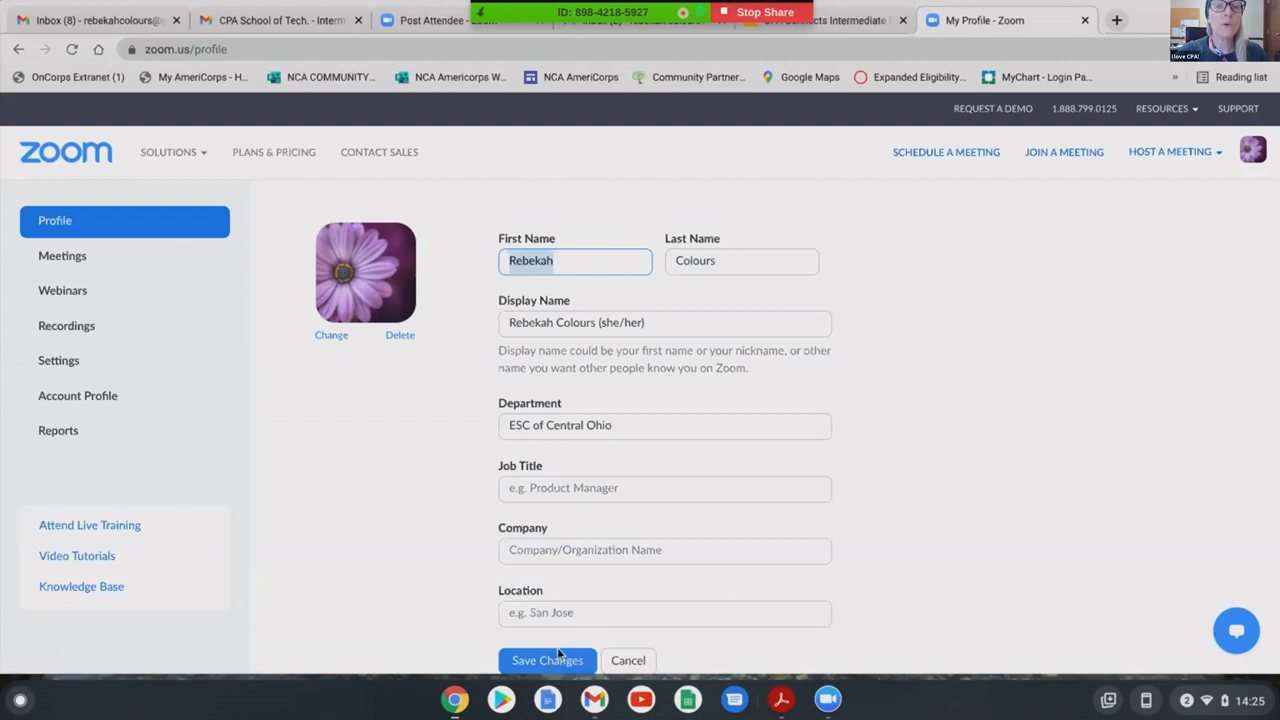 Inbox (8) - rebekahcolours@g
CPA School of Tech. - Interm
Post Attendee - Zoom
ID: 898-4218-5927
Stop Share
Connects Intermediate
My Profile - Zoom
zoom.us/profile
I love CPA!
OnCorps Extranet (1)
My AmeriCorps - H...
NCA COMMUNITY...
NCA Americorps W...
NCA AmeriCorps
Community Partner...
Google Maps
Expanded Eligibility...
MyChart - Login Pa...
»
Reading list
REQUEST A DEMO
1.888.799.0125
RESOURCES
SUPPORT
zoom
SOLUTIONS
PLANS & PRICING
CONTACT SALES
SCHEDULE A MEETING
JOIN A MEETING
HOST A MEETING
Profile
Meetings
Webinars
Recordings
Settings
Account Profile
Reports
Attend Live Training
Video Tutorials
Knowledge Base
Change
Delete
First Name
Last Name
Rebekah
Colours
Display Name
Rebekah Colours (she/her)
Display name could be your first name or your nickname, or other
name you want other people know you on Zoom.
Department
ESC of Central Ohio
Job Title
e.g. Product Manager
Company
Company/Organization Name
Location
e.g. San Jose
Save Changes
Cancel
2
14:25